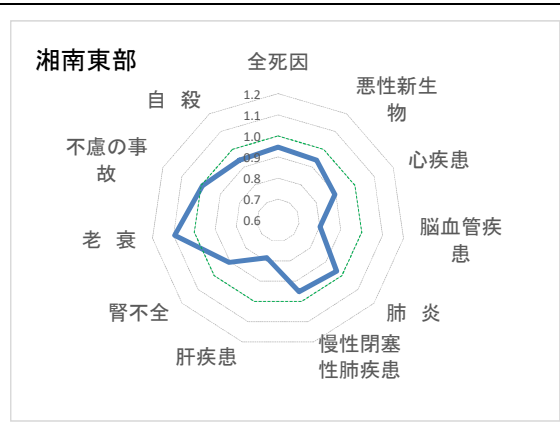 湘南東部
全死因
悪性新生
物
心疾患
脳血管疾
患
肺 炎
慢性閉塞
性肺疾患
肝疾患
腎不全
老 衰
不慮の事
故
自 殺
1.2
1.1
1.0
0.9
0.8
0.7
0.6